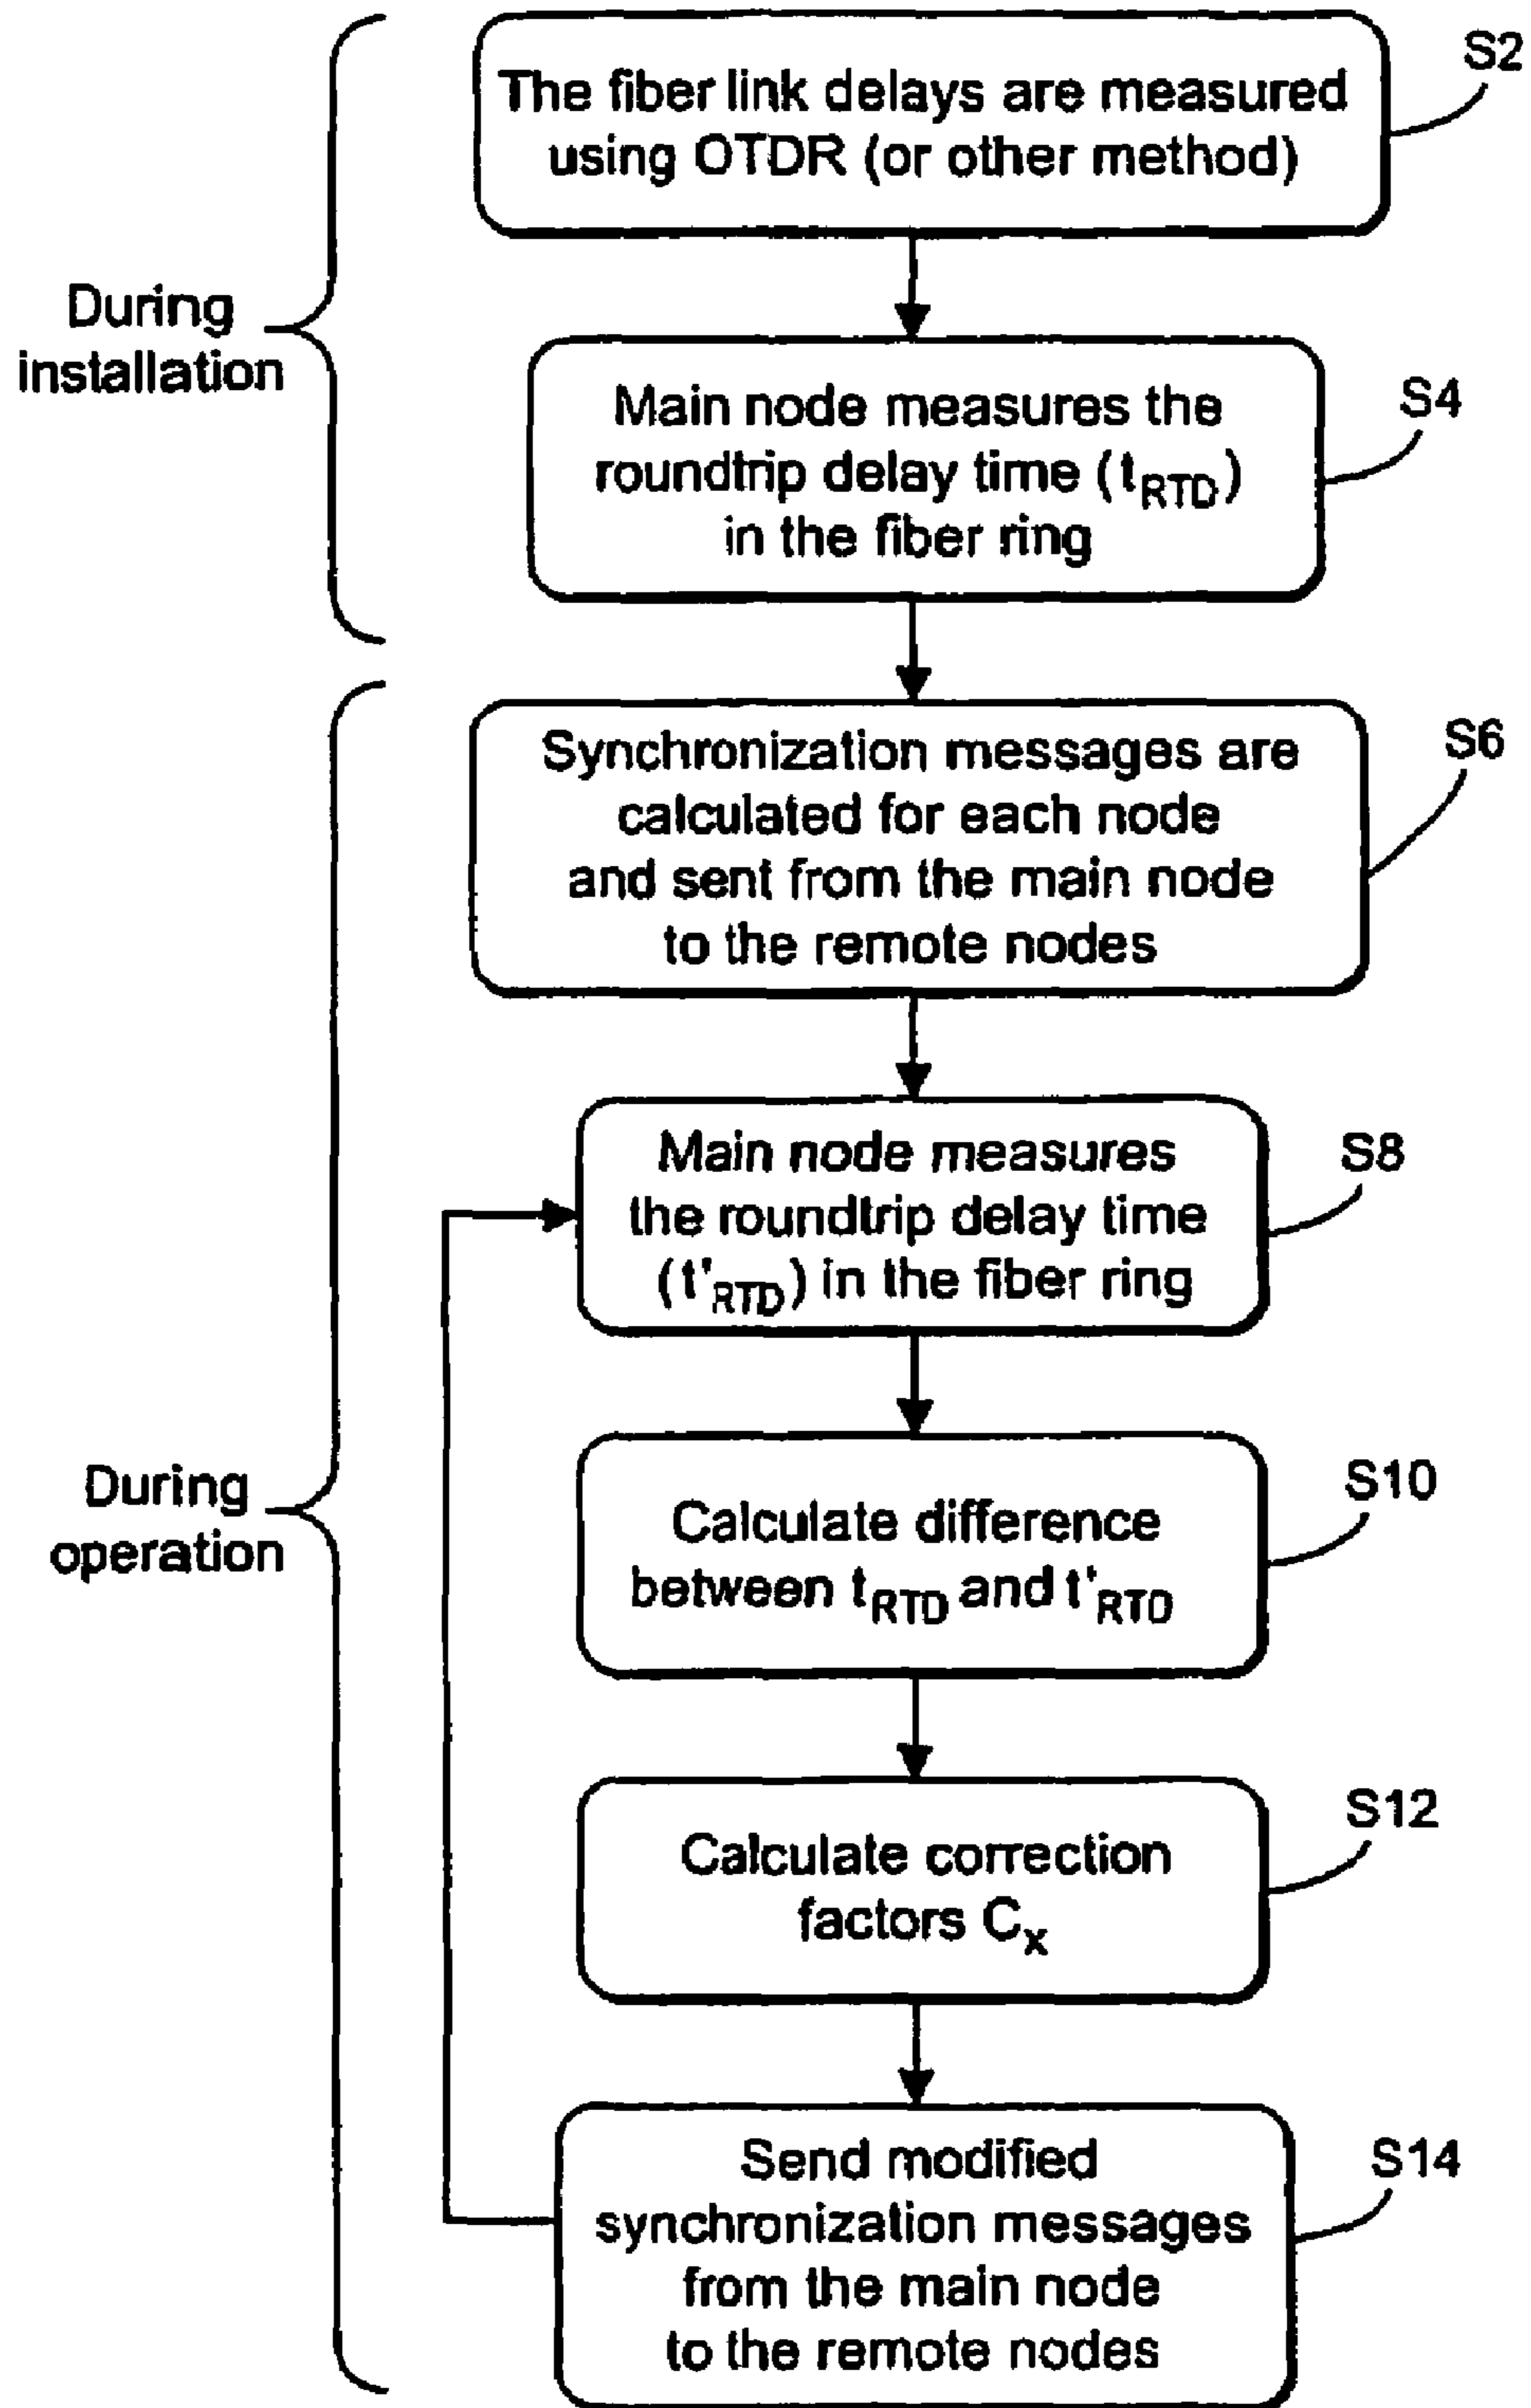 The fiber link delays are measured
using OTDR (or other method)
S2
During
installation
Main node measures the
roundtrip delay time (tRTD)
in the fiber ring
S4
Synchronization messages are
calculated for each node
and sent from the main node
to the remote nodes
S6
Main node measures
the roundtrip delay time
(t'RTD) in the fiber ring
S8
During
operation
Calculate difference
between tRTD and t'RTD
S10
Calculate correction
factors Cx
S12
Send modified
synchronization messages
from the main node
to the remote nodes
S14